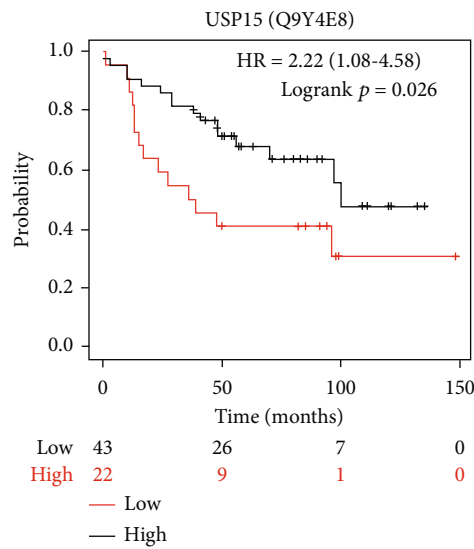 USP15 (Q9Y4E8)
HR = 2.22 (1.08-4.58)
Logrank p = 0.026
Probability
1.0
0.8
0.6
0.4
0.2
0.0
0 50 100 150
Time (months)
Low 43 26 7 0
High 22 9 1 0
Low
High